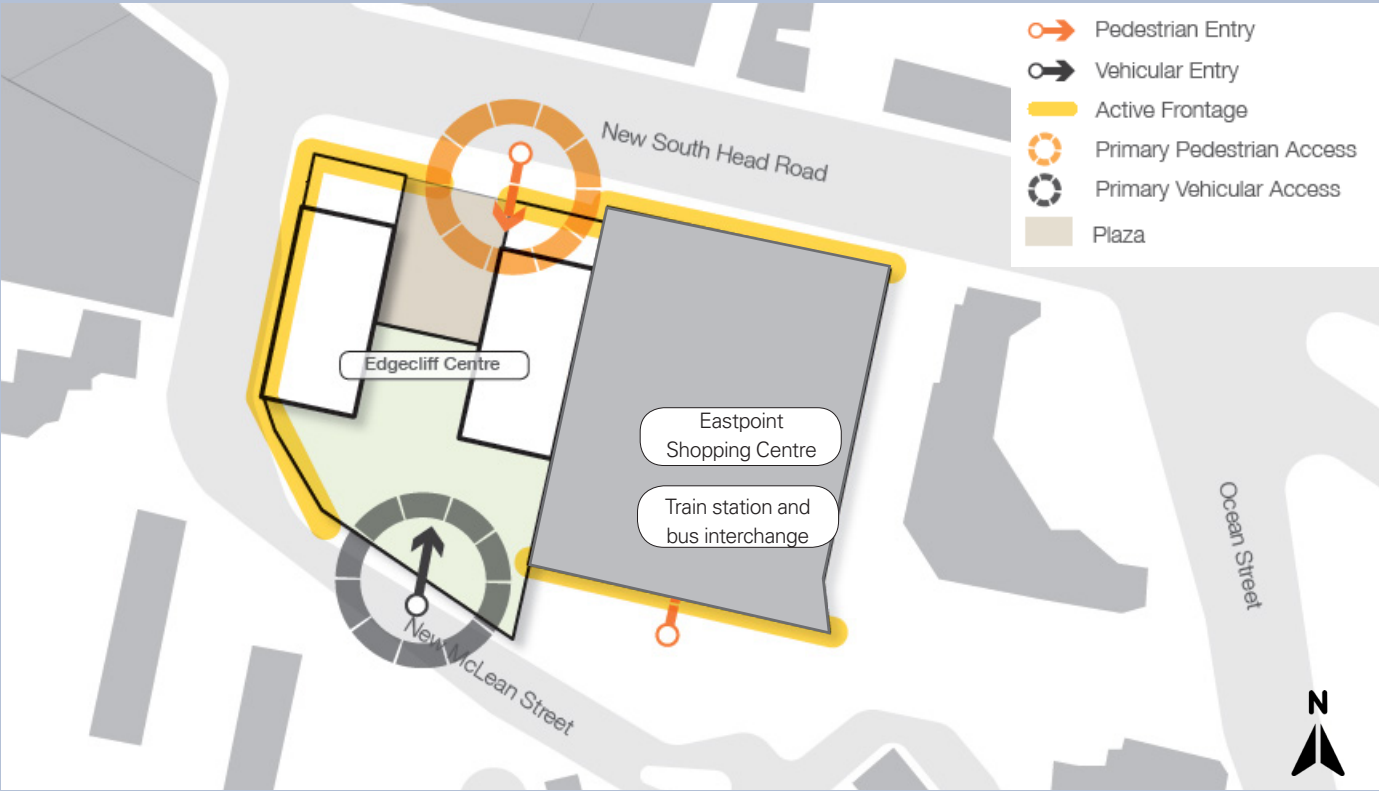 Pedestrian Entry
Vehicular Entry
Active Frontage
Primary Pedestrian Access
Primary Vehicular Access
Plaza
New South Head Road
Edgecliff Centre
Eastpoint
Shopping Centre
Train station and
bus interchange
Ocean Street
New McLean Street
N